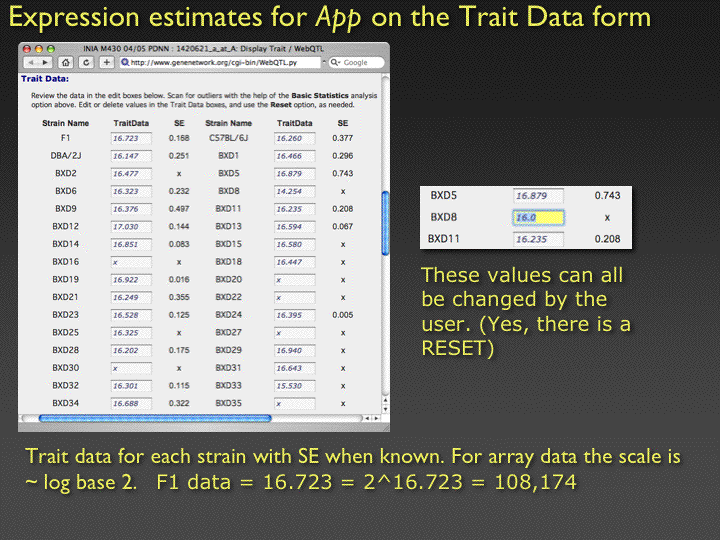 Expression estimates for App on the Trait Data form
INIA M430 04/05 PDNN : 1420621_a_at_A: Display Trait / WebQTL
http://www.genenetwork.org/cgi-bin/WebQTL.py
Google
Trait Data:
Review the data in the edit boxes below. Scan for outliers with the help of the Basic Statistics analysis
option above. Edit or delete values in the Trait Data boxes, and use the Reset option, as needed.
Strain Name TraitData SE Strain Name TraitData SE
F1 16.723 0.168 C57BL/6J 16.260 0.377
DBA/2J 16.147 0.251 BXD1 16.466 0.296
BXD2 16.477 x BXD5 16.879 0.743
BXD6 16.323 0.232 BXD8 14.254 x
BXD9 16.376 0.497 BXD11 16.235 0.208
BXD12 17.030 0.144 BXD13 16.594 0.067
BXD14 16.851 0.083 BXD15 16.580 x
BXD16 x x BXD18 16.447 x
BXD19 16.922 0.016 BXD20 x x
BXD21 16.249 0.355 BXD22 x x
BXD23 16.528 0.125 BXD24 16.395 0.005
BXD25 16.325 x BXD27 x x
BXD28 16.202 0.175 BXD29 16.940 x
BXD30 x x BXD31 16.643 x
BXD32 16.301 0.115 BXD33 15.530 x
BXD34 16.688 0.322 BXD35 x x
BXD5 16.879 0.743
BXD8 16.0 x
BXD11 16.235 0.208
These values can all
be changed by the
user. (Yes, there is a
RESET)
Trait data for each strain with SE when known. For array data the scale is
~ log base 2. F1 data = 16.723 = 2^16.723 = 108,174